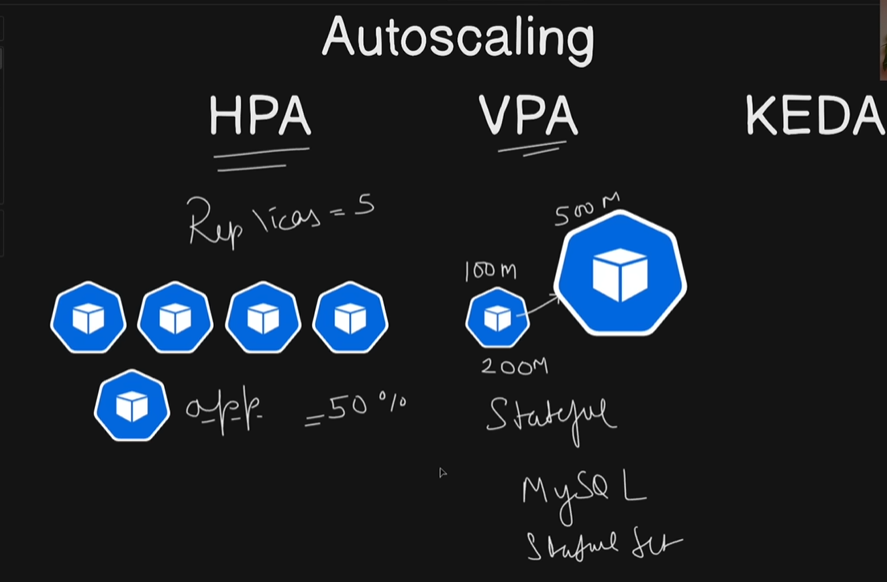 Autoscaling
HPA
VPA
KEDA
Replicas = 5
app = 50%
500M
100m
200M
Stateful
MySQL
Stateful Set